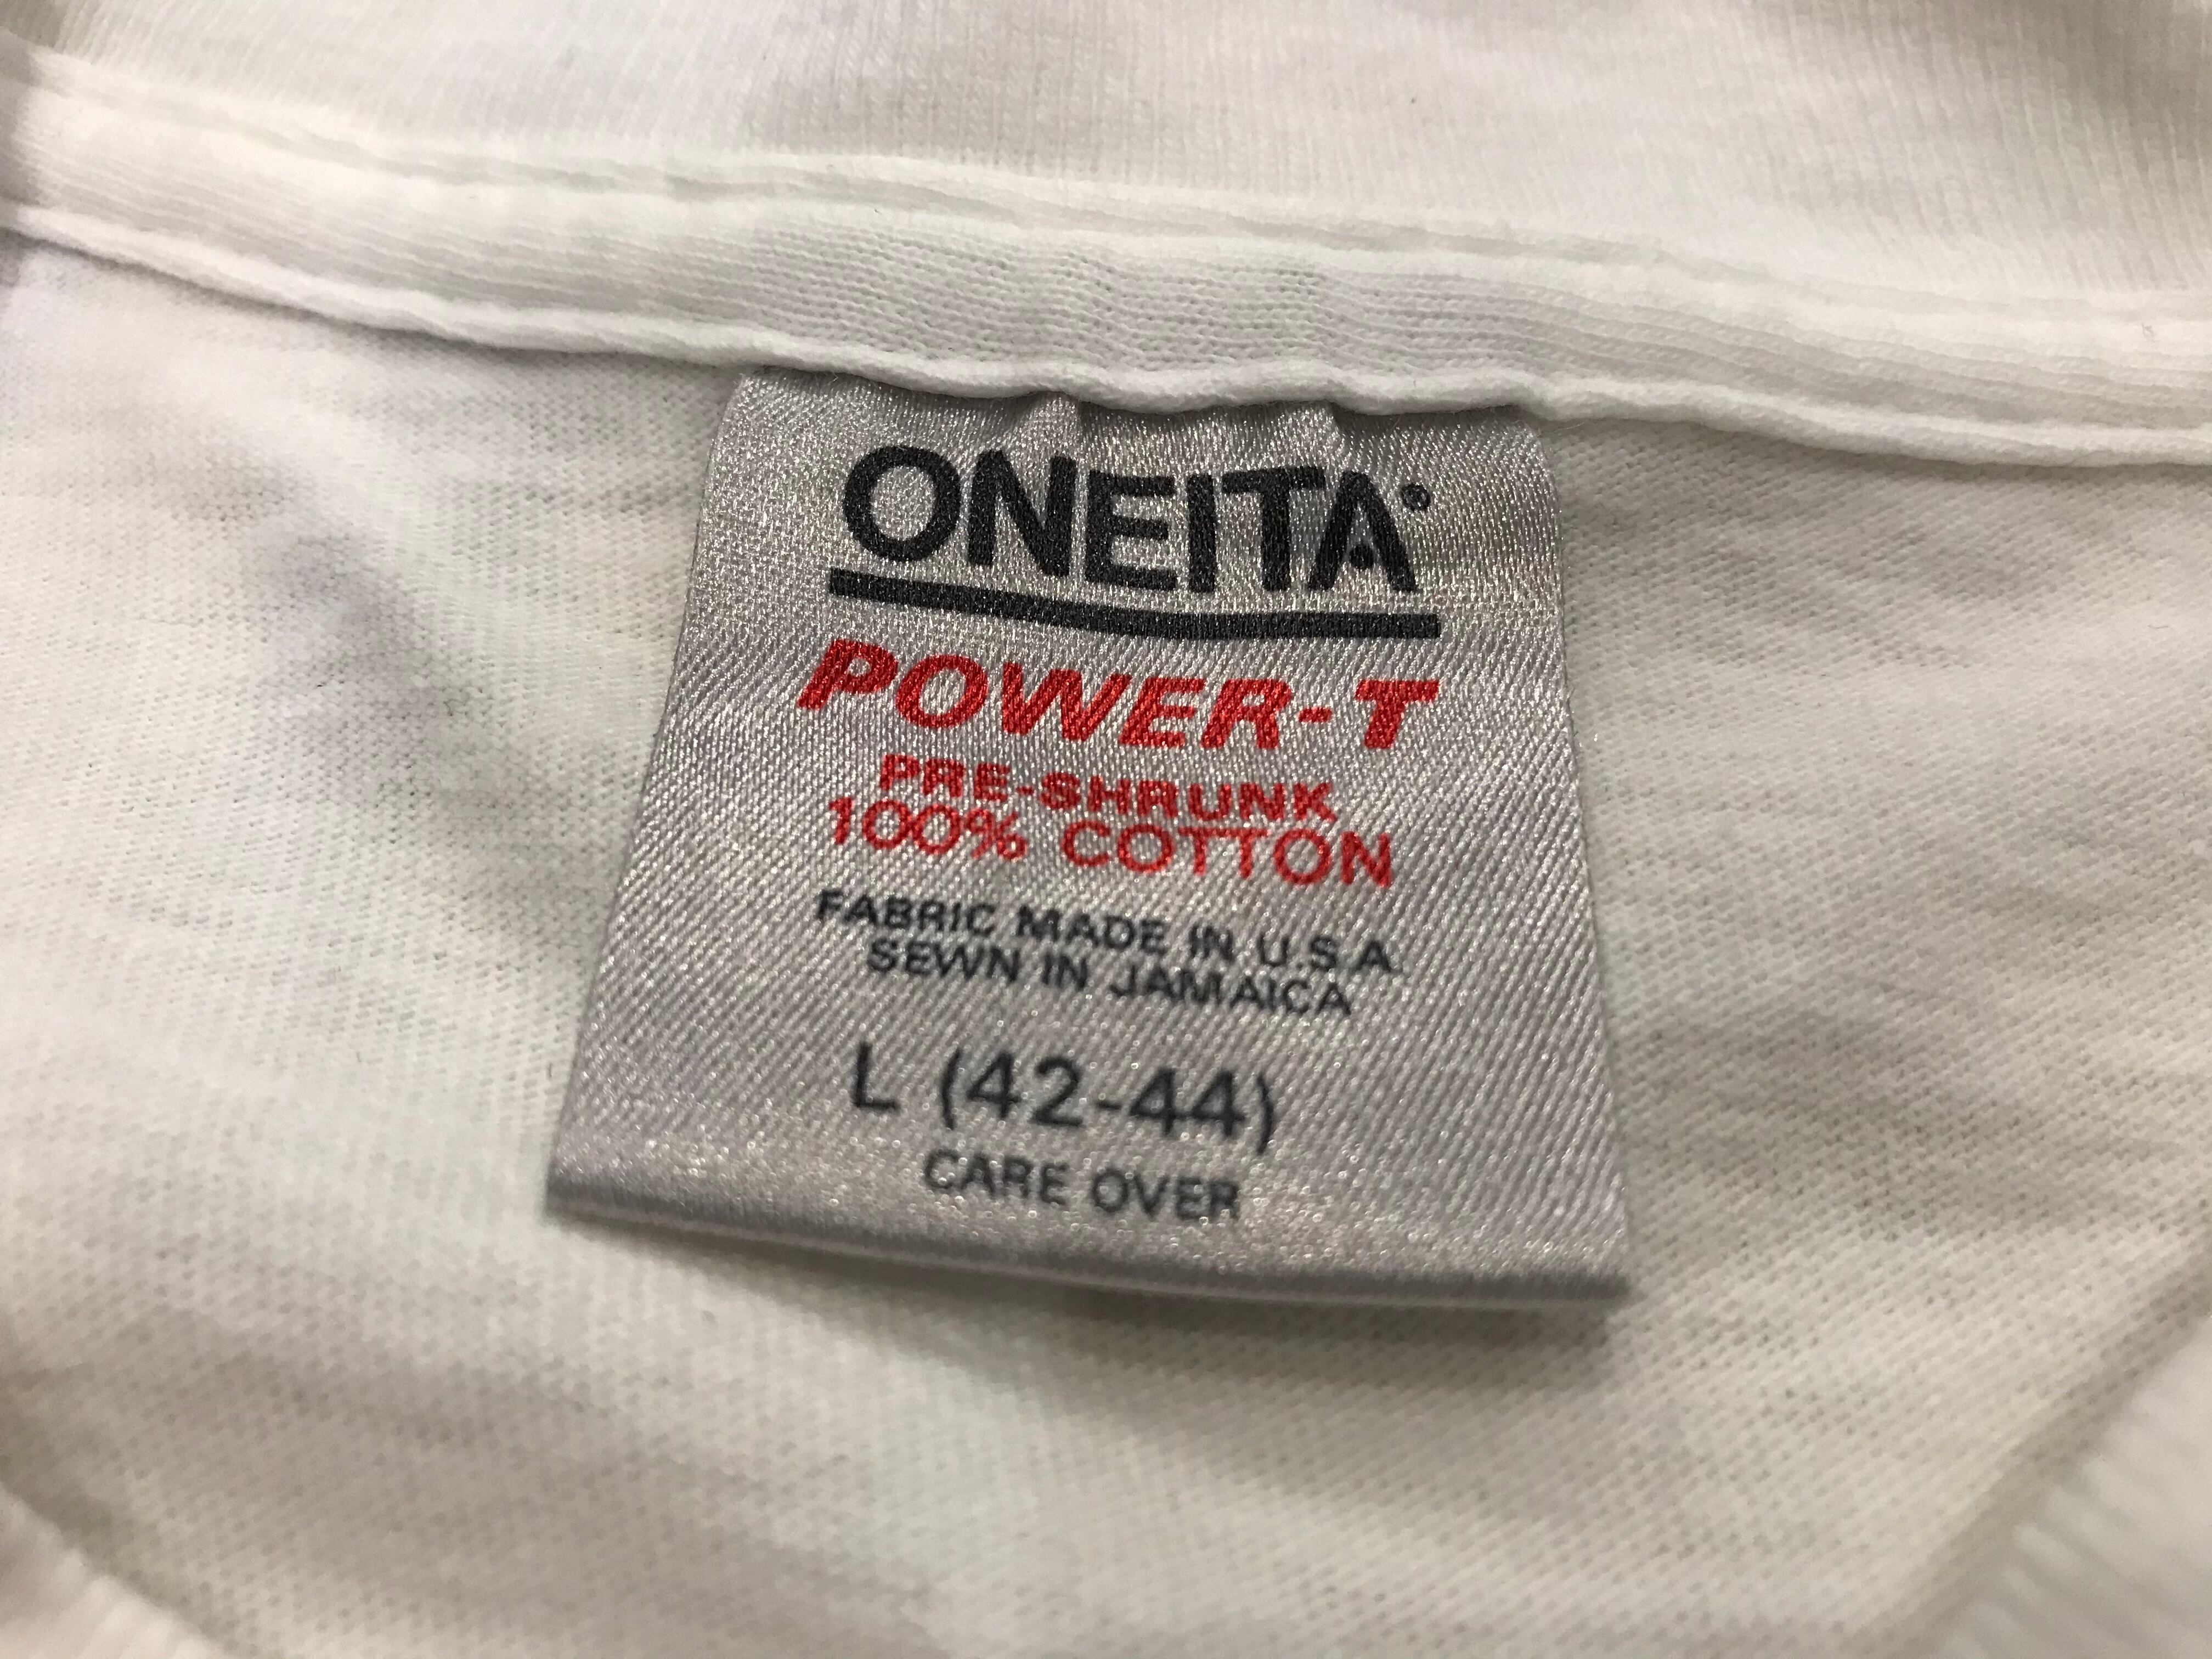 ONEITA®
POWER-T
PRE-SHRUNK
100% COTTON
FABRIC MADE IN U.S.A
SEWN IN JAMAICA
L (42-44)
CARE OVER